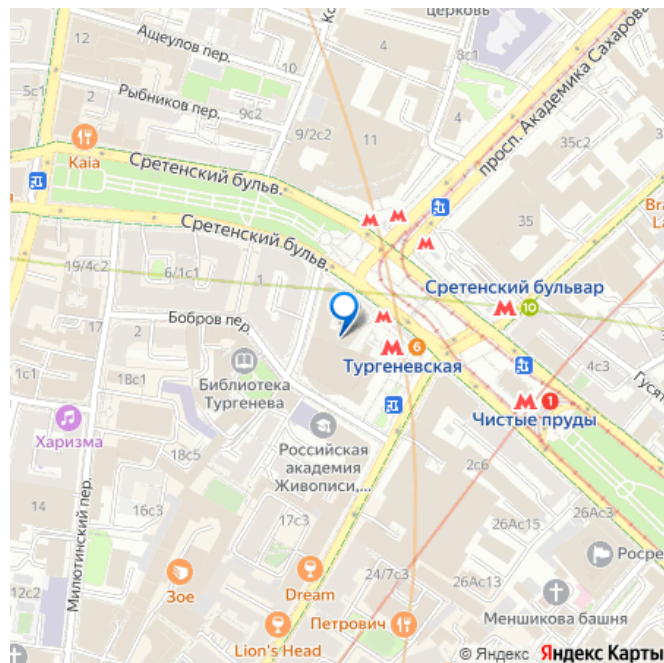 церковь
Ащеулов пер.
4
8с1
просп. Академика Сахарова
10
5с1
2
Рыбников пер.
9с2
4
Kaia
9/2с2
11
35с2
Сретенский бульв.
35
Сретенский бульв.
19/4с2
6/1с1
1
Сретенский бульвар
10
Бобров пер.
6
Тургеневская
2
18с1
Библиотека
Тургенева
4с3
1
Чистые пруды
Харизма
18с5
Российская
академия
Живописи,...
2с6
14
16с3
Милютинский пер.
17с3
26Ас15
26Ас3
Росре
Зое
Dream
24/7с3
26Ас13
12с2
Петрович
Меншикова башня
Lion's Head
© Яндекс Яндекс Карты